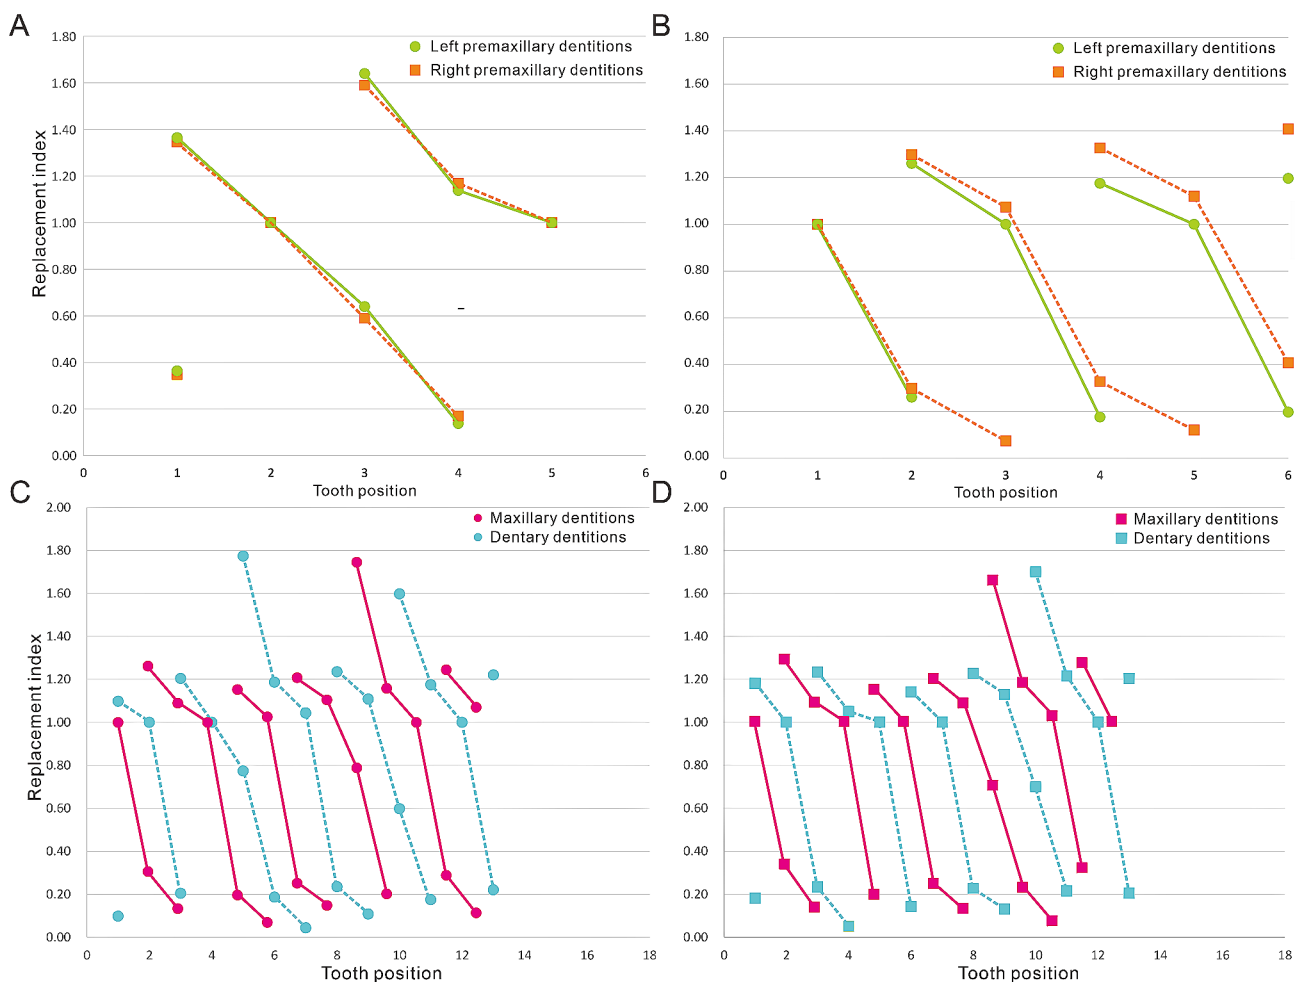 A
1.80
1.60
1.40
1.20
1.00
0.80
0.60
0.40
0.20
0.00
0 1 2 3 4 5 6
Replacement index
Tooth position
Left premaxillary dentitions
Right premaxillary dentitions
B
1.80
1.60
1.40
1.20
1.00
0.80
0.60
0.40
0.20
0.00
0 1 2 3 4 5 6
Tooth position
Left premaxillary dentitions
Right premaxillary dentitions
C
2.00
1.80
1.60
1.40
1.20
1.00
0.80
0.60
0.40
0.20
0.00
0 2 4 6 8 10 12 14 16 18
Replacement index
Tooth position
Maxillary dentitions
Dentary dentitions
D
2.00
1.80
1.60
1.40
1.20
1.00
0.80
0.60
0.40
0.20
0.00
0 2 4 6 8 10 12 14 16 18
Tooth position
Maxillary dentitions
Dentary dentitions